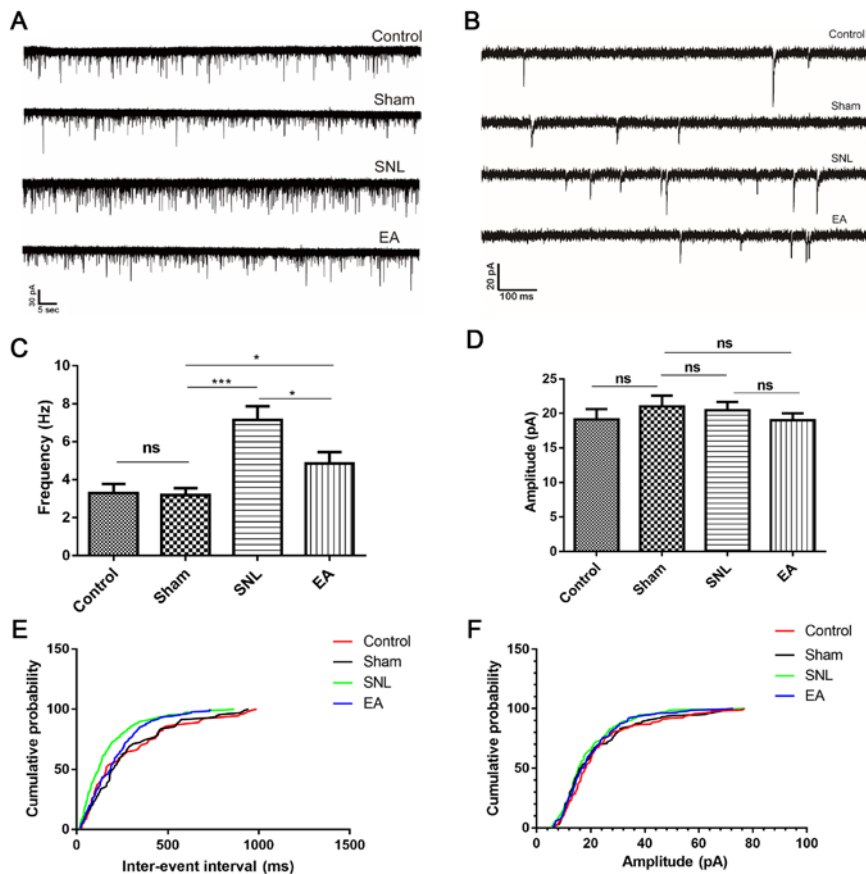 A
Control
Sham
SNL
EA
30 pA
5 sec
B
Control
Sham
SNL
EA
20 pA
100 ms
C
Frequency (Hz)
10
8
6
4
2
0
*
***
*
ns
Control
Sham
SNL
EA
D
Amplitude (pA)
25
20
15
10
5
0
ns
ns
ns
ns
Control
Sham
SNL
EA
E
Cumulative probability
150
100
50
0
0 500 1000 1500
Inter-event interval (ms)
Control
Sham
SNL
EA
F
Cumulative probability
150
100
50
0
0 20 40 60 80 100
Amplitude (pA)
Control
Sham
SNL
EA